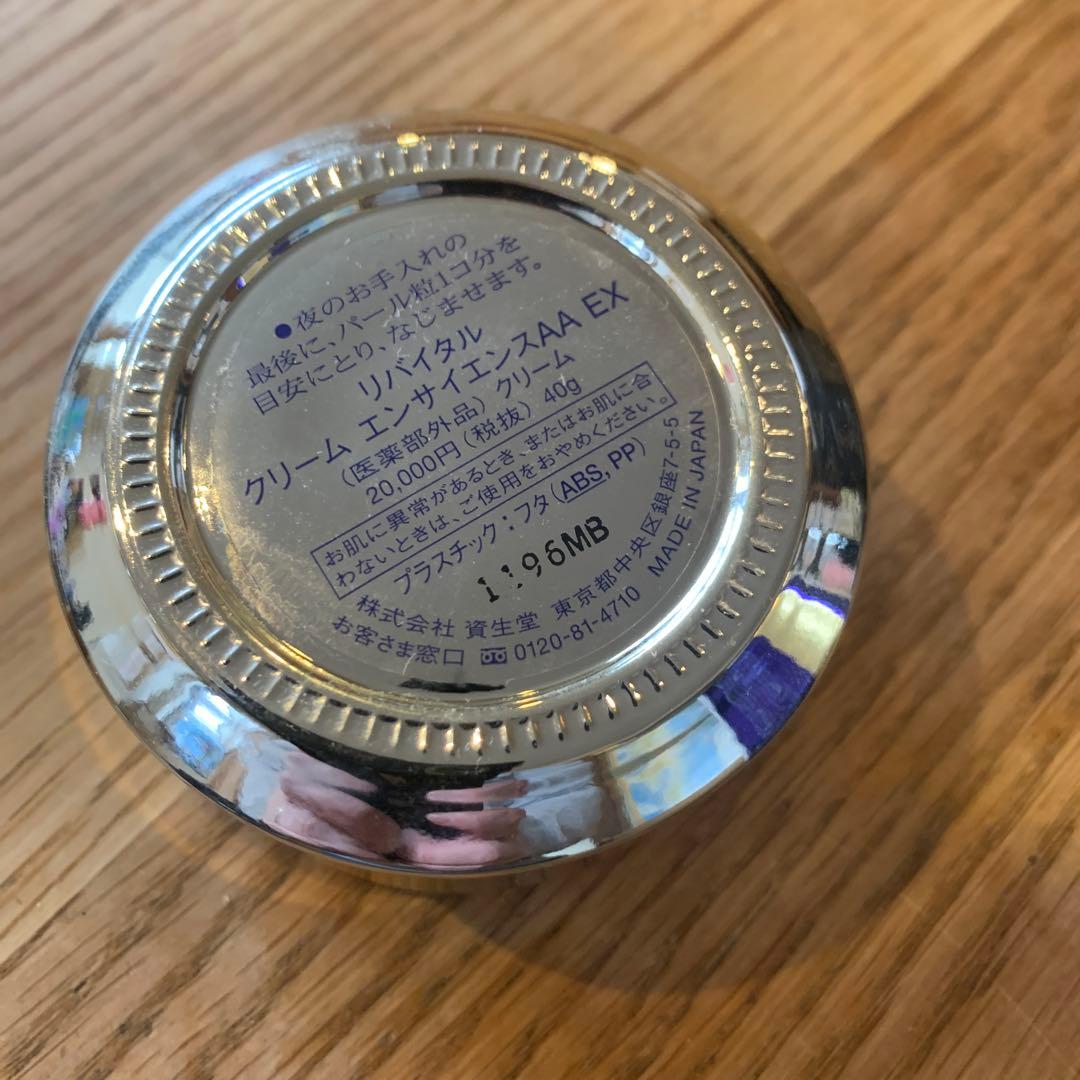 ●夜のお手入れの
最後に、パール粒1コ分を
目安にとり、なじませます。
リバイタル
クリーム エンサイエンスAA EX
(医薬部外品) クリーム
20,000円(税抜) 40g
お肌に異常があるとき、またはお肌に合
わないときは、ご使用をおやめください。
プラスチック:フタ(ABS, PP)
1196MB
株式会社 資生堂 東京都中央区銀座7-5-5
お客さま窓口 0120-81-4710 MADE IN JAPAN